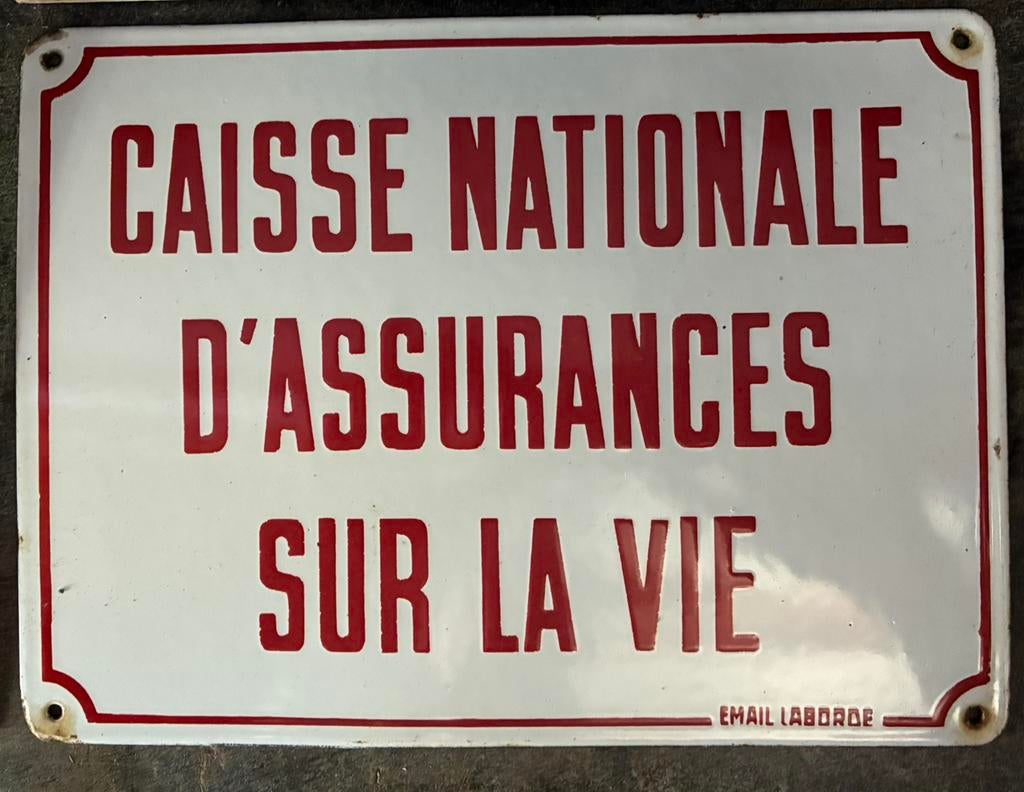 CAISSE NATIONALE
D'ASSURANCES
SUR LA VIE
EMAIL LABORDE